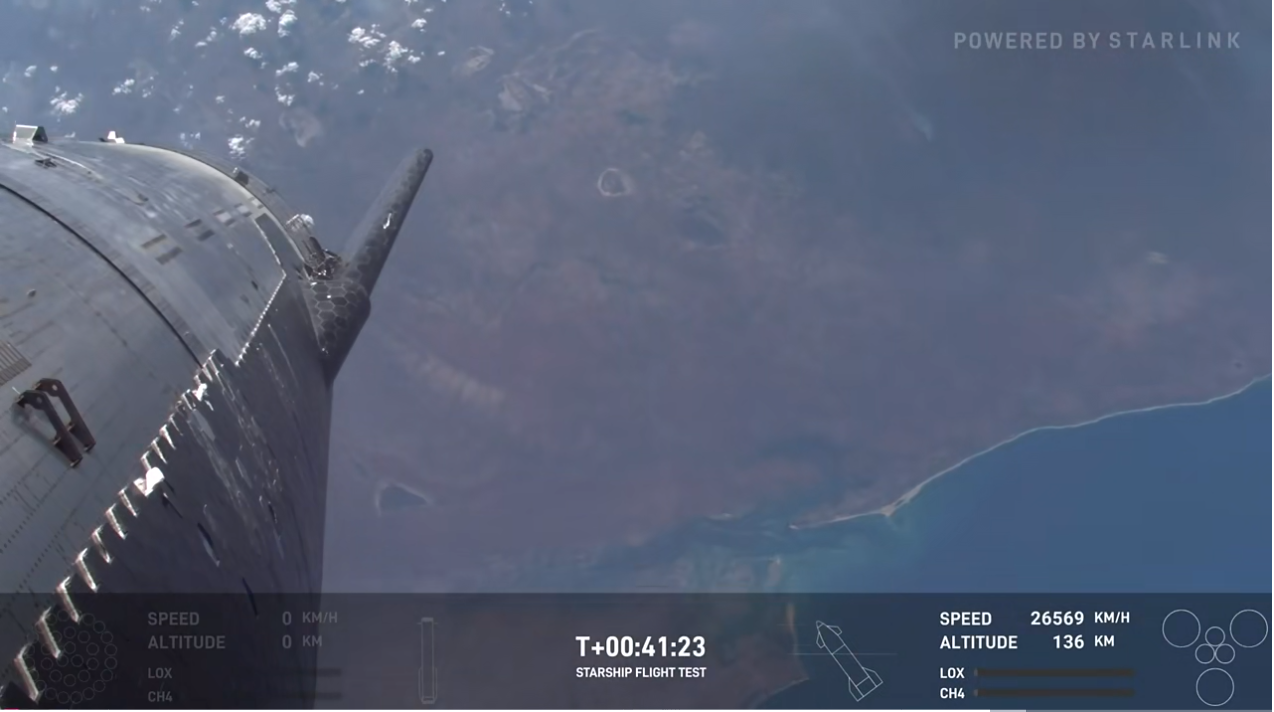 POWERED BY STARLINK
SPEED 0 KM/H
ALTITUDE 0 KM
LOX
CH4
T+00:41:23
STARSHIP FLIGHT TEST
SPEED 26569 KM/H
ALTITUDE 136 KM
LOX
CH4